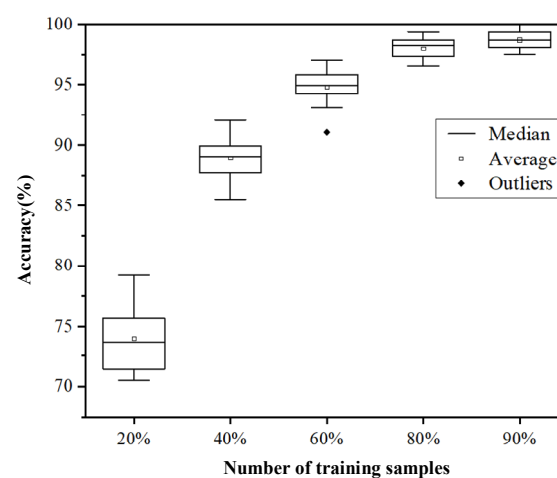 100
95
90
85
80
75
70
Accuracy(%)
Median
Average
Outliers
20%
40%
60%
80%
90%
Number of training samples